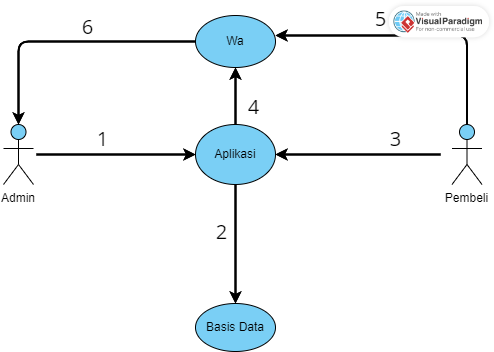 Made with
Visual Paradigm
For non-commercial use
5
6
Wa
4
1
Aplikasi
3
Admin
Pembeli
2
Basis Data